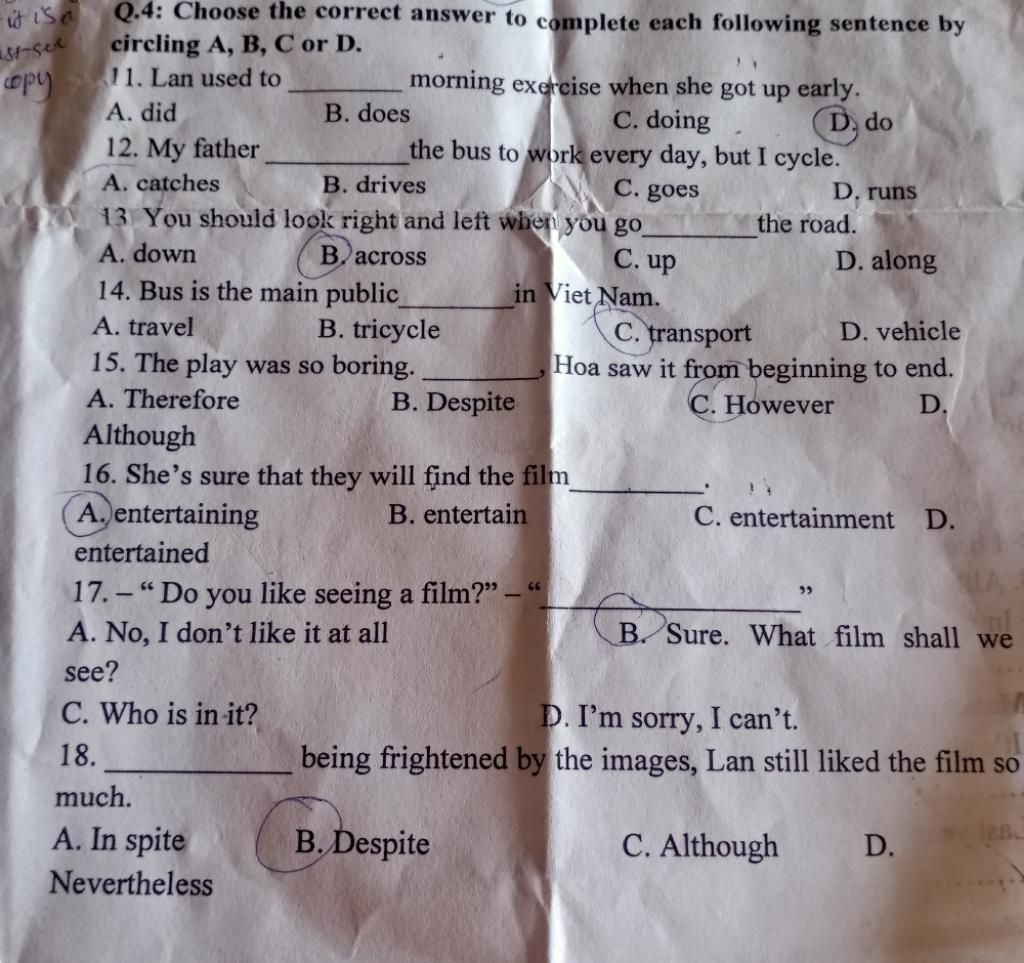 it is a
Q.4: Choose the correct answer to complete each following sentence by
circling A, B, C or D.
copy
11. Lan used to ________ morning exercise when she got up early.
A. did B. does C. doing D. do
12. My father __________ the bus to work every day, but I cycle.
A. catches B. drives C. goes D. runs
13 You should look right and left when you go________the road.
A. down B. across C. up D. along
14. Bus is the main public________in Viet Nam.
A. travel B. tricycle C. transport D. vehicle
15. The play was so boring. ________, Hoa saw it from beginning to end.
A. Therefore B. Despite C. However D.
Although
16. She's sure that they will find the film_________.
A. entertaining B. entertain C. entertainment D.
entertained
17. – “ Do you like seeing a film?” – “__________________”
A. No, I don't like it at all B. Sure. What film shall we
see?
C. Who is in it? D. I'm sorry, I can't.
18. ____________ being frightened by the images, Lan still liked the film so
much.
A. In spite B. Despite C. Although D.
Nevertheless